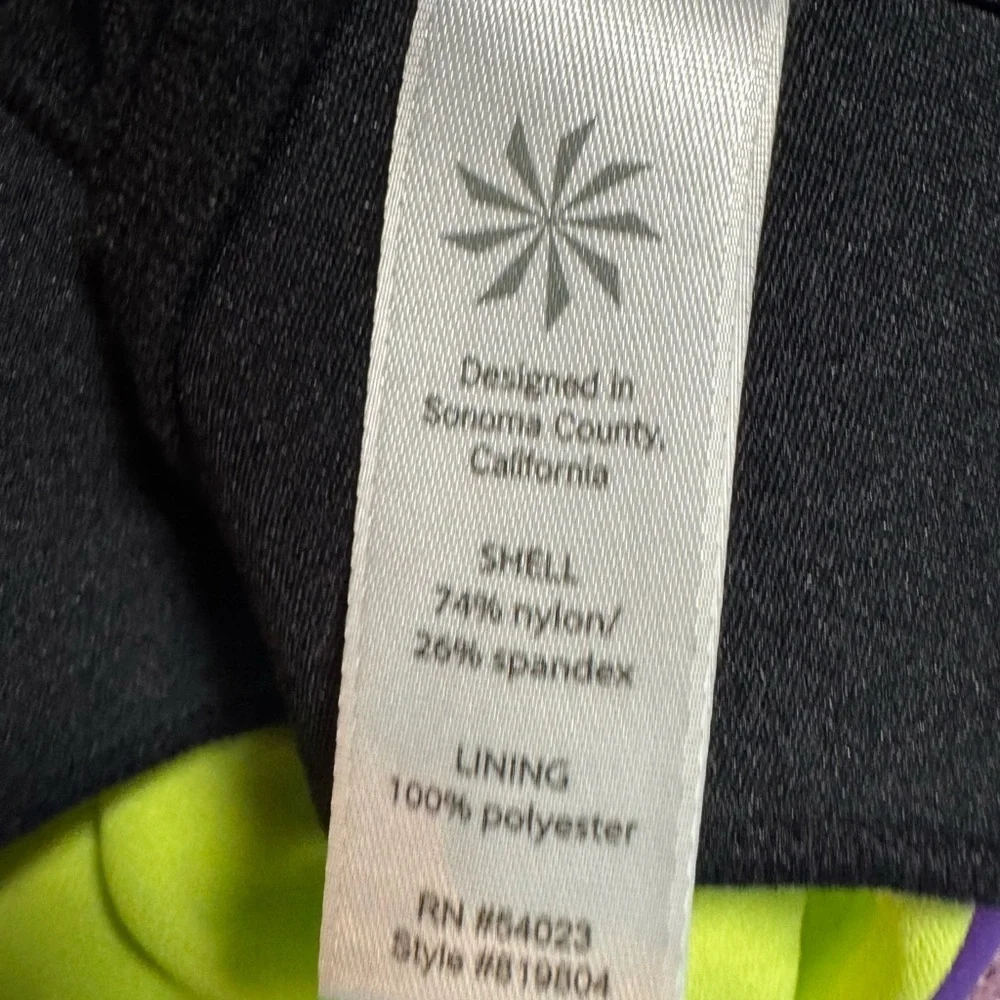 Designed in
Sonoma County,
California
SHELL
74% nylon/
26% spandex
LINING
100% polyester
RN #54023
Style #819804